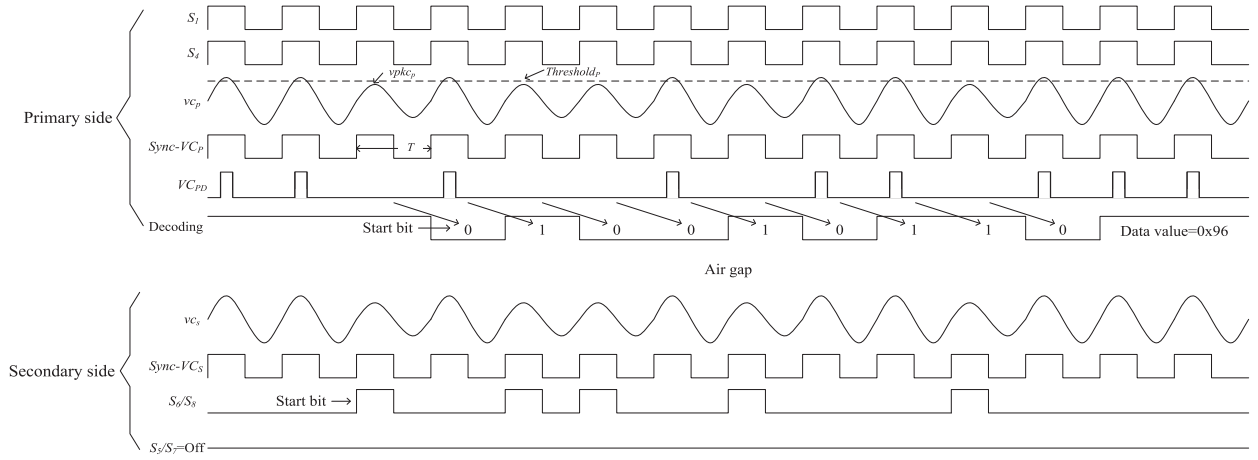 Primary side
S1
S4
vpkcp
ThresholdP
vcp
Sync-VCP
T
VCPD
Decoding
Start bit
0 1 0 0 1 0 1 1 0
Data value=0x96
Air gap
Secondary side
vcs
Sync-VCS
Start bit
S6/S8
S5/S7=Off